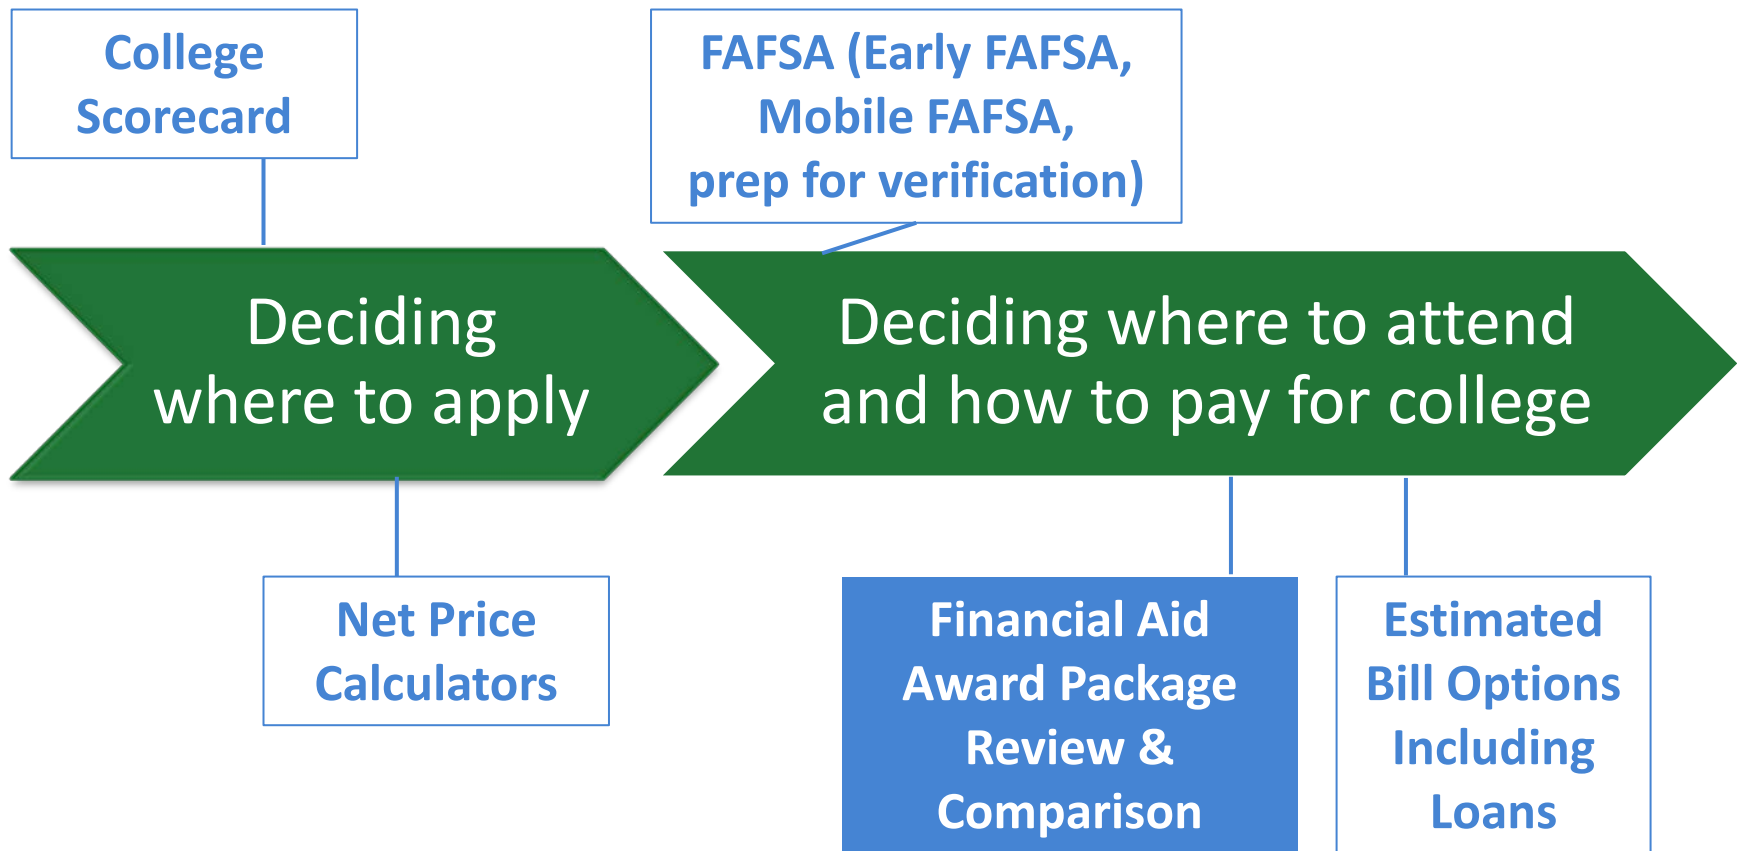 College
Scorecard
FAFSA (Early FAFSA,
Mobile FAFSA,
prep for verification)
Deciding
where to apply
Deciding where to attend
and how to pay for college
Net Price
Calculators
Financial Aid
Award Package
Review &
Comparison
Estimated
Bill Options
Including
Loans